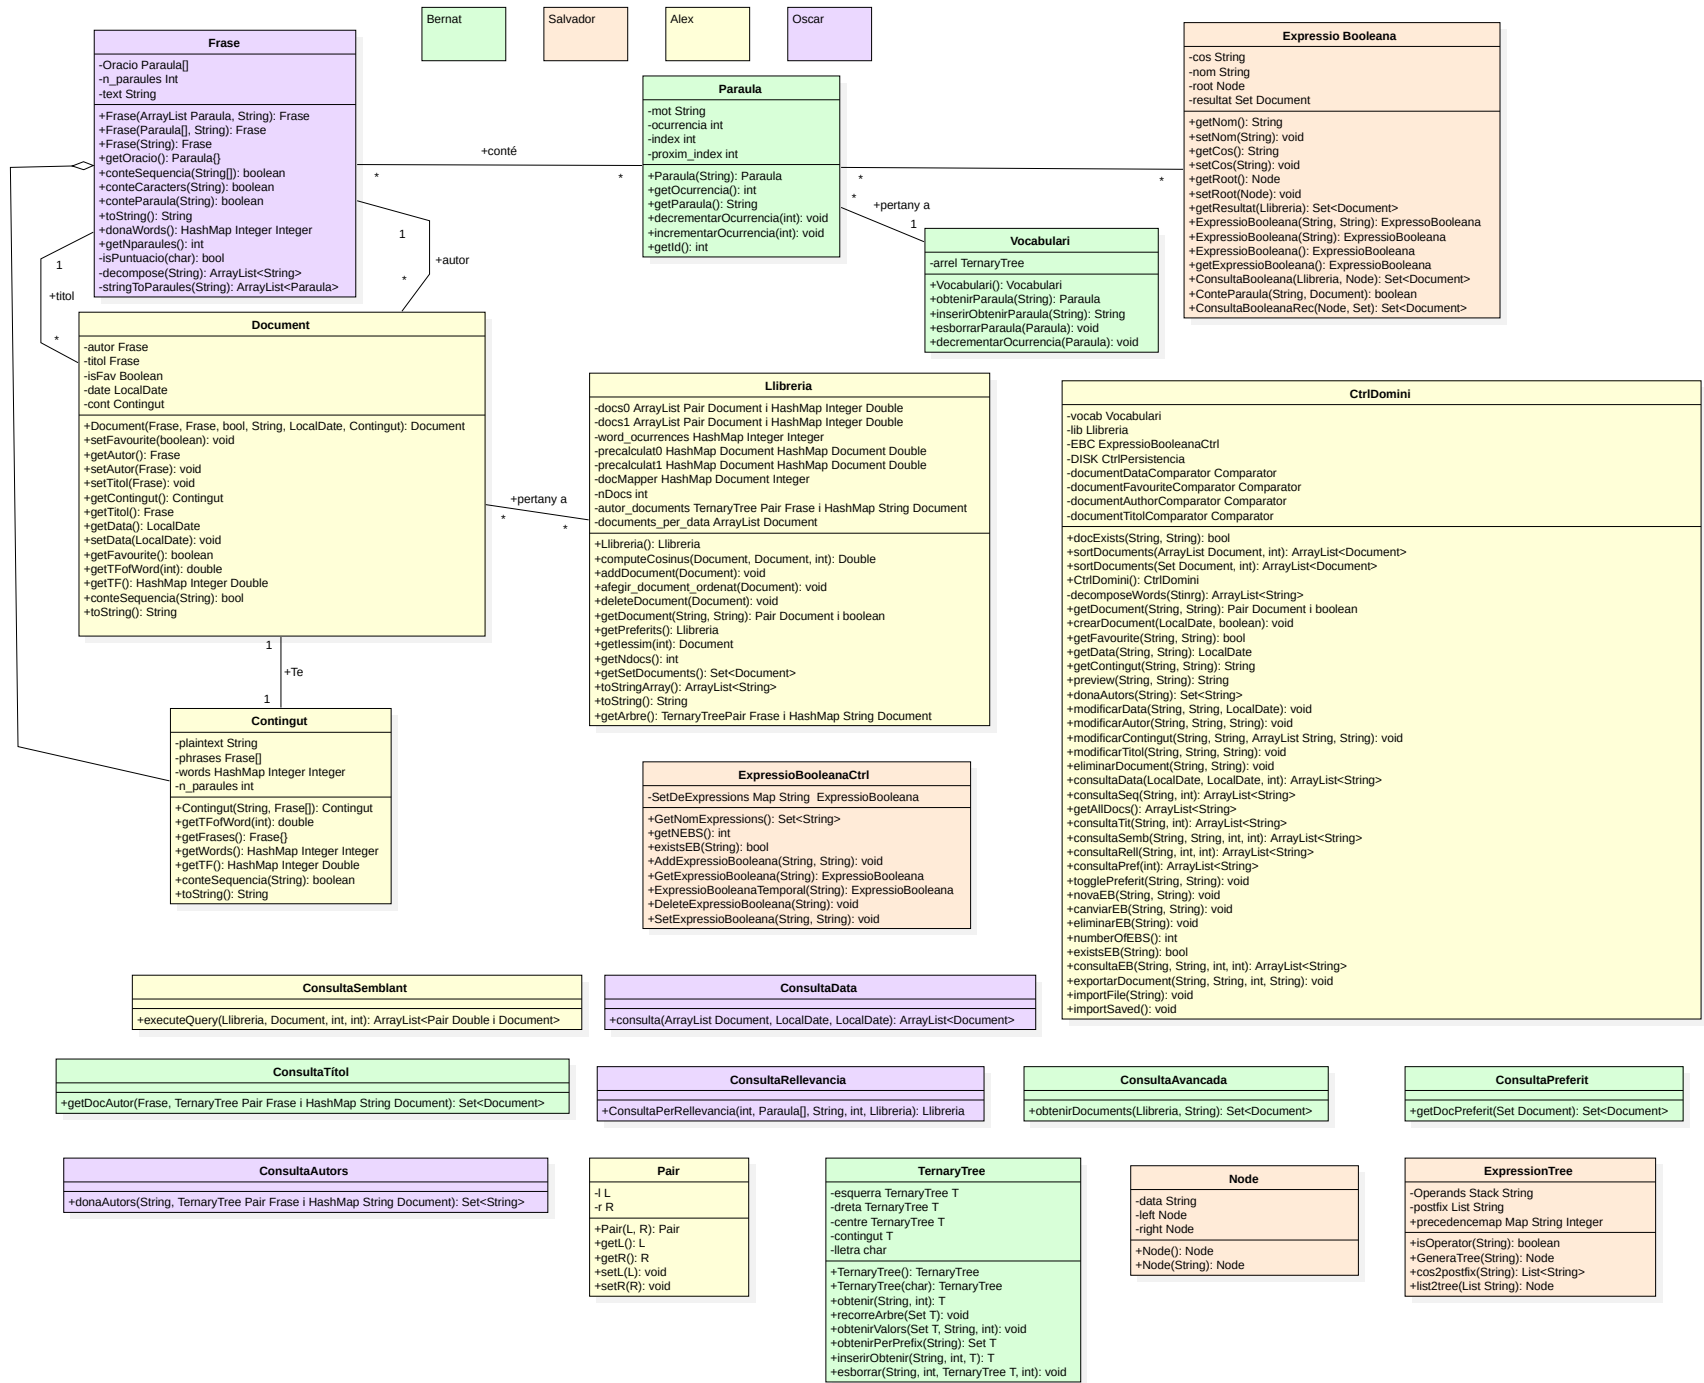 Bernat
Salvador
Alex
Oscar
Frase
-Oracio Paraula[]
-n_paraules Int
-text String
+Frase(ArrayList Paraula, String): Frase
+Frase(Paraula[], String): Frase
+Frase(String): Frase
+getOracio(): Paraula{}
+conteSequencia(String[]): boolean
+conteCaracters(String): boolean
+conteParaula(String): boolean
+toString(): String
+donaWords(): HashMap Integer Integer
+getNparaules(): int
-isPuntuacio(char): bool
-decompose(String): ArrayList<String>
-stringToParaules(String): ArrayList<Paraula>
+conté
*
*
Paraula
-mot String
-ocurrencia int
-index int
-proxim_index int
+Paraula(String): Paraula
+getOcurrencia(): int
+getParaula(): String
+decrementarOcurrencia(int): void
+incrementarOcurrencia(int): void
+getId(): int
*
*
*
+pertany a
1
Expressio Booleana
-cos String
-nom String
-root Node
-resultat Set Document
+getNom(): String
+setNom(String): void
+getCos(): String
+setCos(String): void
+getRoot(): Node
+setRoot(Node): void
+getResultat(Llibreria): Set<Document>
+ExpressioBooleana(String, String): ExpressoBooleana
+ExpressioBooleana(String): ExpressioBooleana
+ExpressioBooleana(): ExpressioBooleana
+getExpressioBooleana(): ExpressioBooleana
+ConsultaBooleana(Llibreria, Node): Set<Document>
+ConteParaula(String, Document): boolean
+ConsultaBooleanaRec(Node, Set): Set<Document>
Vocabulari
-arrel TernaryTree
+Vocabulari(): Vocabulari
+obtenirParaula(String): Paraula
+inserirObtenirParaula(String): String
+esborrarParaula(Paraula): void
+decrementarOcurrencia(Paraula): void
1
+autor
*
1
+titol
*
Document
-autor Frase
-titol Frase
-isFav Boolean
-date LocalDate
-cont Contingut
+Document(Frase, Frase, bool, String, LocalDate, Contingut): Document
+setFavourite(boolean): void
+getAutor(): Frase
+setAutor(Frase): void
+setTitol(Frase): void
+getContingut(): Contingut
+getTitol(): Frase
+getData(): LocalDate
+setData(LocalDate): void
+getFavourite(): boolean
+getTFofWord(int): double
+getTF(): HashMap Integer Double
+conteSequencia(String): bool
+toString(): String
+pertany a
*
*
Llibreria
-docs0 ArrayList Pair Document i HashMap Integer Double
-docs1 ArrayList Pair Document i HashMap Integer Double
-word_ocurrences HashMap Integer Integer
-precalculat0 HashMap Document HashMap Document Double
-precalculat1 HashMap Document HashMap Document Double
-docMapper HashMap Document Integer
-nDocs int
-autor_documents TernaryTree Pair Frase i HashMap String Document
-documents_per_data ArrayList Document
+Llibreria(): Llibreria
+computeCosinus(Document, Document, int): Double
+addDocument(Document): void
+afegir_document_ordenat(Document): void
+deleteDocument(Document): void
+getDocument(String, String): Pair Document i boolean
+getPreferits(): Llibreria
+getIessim(int): Document
+getNdocs(): int
+getSetDocuments(): Set<Document>
+toStringArray(): ArrayList<String>
+toString(): String
+getArbre(): TernaryTreePair Frase i HashMap String Document
CtrlDomini
-vocab Vocabulari
-lib Llibreria
-EBC ExpressioBooleanaCtrl
-DISK CtrlPersistencia
-documentDataComparator Comparator
-documentFavouriteComparator Comparator
-documentAuthorComparator Comparator
-documentTitolComparator Comparator
+docExists(String, String): bool
+sortDocuments(ArrayList Document, int): ArrayList<Document>
+sortDocuments(Set Document, int): ArrayList<Document>
+CtrlDomini(): CtrlDomini
-decomposeWords(Stinrg): ArrayList<String>
+getDocument(String, String): Pair Document i boolean
+crearDocument(LocalDate, boolean): void
+getFavourite(String, String): bool
+getData(String, String): LocalDate
+getContingut(String, String): String
+preview(String, String): String
+donaAutors(String): Set<String>
+modificarData(String, String, LocalDate): void
+modificarAutor(String, String, String): void
+modificarContingut(String, String, ArrayList String, String): void
+modificarTitol(String, String, String): void
+eliminarDocument(String, String): void
+consultaData(LocalDate, LocalDate, int): ArrayList<String>
+consultaSeq(String, int): ArrayList<String>
+getAllDocs(): ArrayList<String>
+consultaTit(String, int): ArrayList<String>
+consultaSemb(String, String, int, int): ArrayList<String>
+consultaRell(String, int, int): ArrayList<String>
+consultaPref(int): ArrayList<String>
+togglePreferit(String, String): void
+novaEB(String, String): void
+canviarEB(String, String): void
+eliminarEB(String): void
+numberOfEBS(): int
+existsEB(String): bool
+consultaEB(String, String, int, int): ArrayList<String>
+exportarDocument(String, String, int, String): void
+importFile(String): void
+importSaved(): void
1
+Te
1
Contingut
-plaintext String
-phrases Frase[]
-words HashMap Integer Integer
-n_paraules int
+Contingut(String, Frase[]): Contingut
+getTFofWord(int): double
+getFrases(): Frase{}
+getWords(): HashMap Integer Integer
+getTF(): HashMap Integer Double
+conteSequencia(String): boolean
+toString(): String
ExpressioBooleanaCtrl
-SetDeExpressions Map String  ExpressioBooleana
+GetNomExpressions(): Set<String>
+getNEBS(): int
+existsEB(String): bool
+AddExpressioBooleana(String, String): void
+GetExpressioBooleana(String): ExpressioBooleana
+ExpressioBooleanaTemporal(String): ExpressioBooleana
+DeleteExpressioBooleana(String): void
+SetExpressioBooleana(String, String): void
ConsultaSemblant
+executeQuery(Llibreria, Document, int, int): ArrayList<Pair Double i Document>
ConsultaData
+consulta(ArrayList Document, LocalDate, LocalDate): ArrayList<Document>
ConsultaTítol
+getDocAutor(Frase, TernaryTree Pair Frase i HashMap String Document): Set<Document>
ConsultaRellevancia
+ConsultaPerRellevancia(int, Paraula[], String, int, Llibreria): Llibreria
ConsultaAvancada
+obtenirDocuments(Llibreria, String): Set<Document>
ConsultaPreferit
+getDocPreferit(Set Document): Set<Document>
ConsultaAutors
+donaAutors(String, TernaryTree Pair Frase i HashMap String Document): Set<String>
Pair
-l L
-r R
+Pair(L, R): Pair
+getL(): L
+getR(): R
+setL(L): void
+setR(R): void
TernaryTree
-esquerra TernaryTree T
-dreta TernaryTree T
-centre TernaryTree T
-contingut T
-lletra char
+TernaryTree(): TernaryTree
+TernaryTree(char): TernaryTree
+obtenir(String, int): T
+recorreArbre(Set T): void
+obtenirValors(Set T, String, int): void
+obtenirPerPrefix(String): Set T
+inserirObtenir(String, int, T): T
+esborrar(String, int, TernaryTree T, int): void
Node
-data String
-left Node
-right Node
+Node(): Node
+Node(String): Node
ExpressionTree
-Operands Stack String
-postfix List String
+precedencemap Map String Integer
+isOperator(String): boolean
+GeneraTree(String): Node
+cos2postfix(String): List<String>
+list2tree(List String): Node